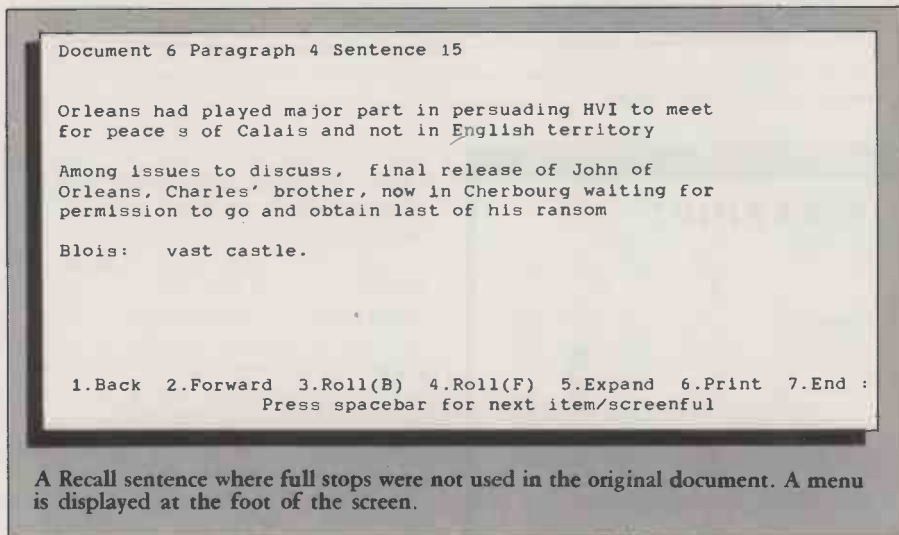 Document 6 Paragraph 4 Sentence 15
Orleans had played major part in persuading HVI to meet
for peace s of Calais and not in English territory
Among issues to discuss, final release of John of
Orleans, Charles' brother, now in Cherbourg waiting for
permission to go and obtain last of his ransom
Blois: vast castle.
1.Back 2.Forward 3.Roll(B) 4.Roll(F) 5.Expand 6.Print 7.End :
Press spacebar for next item/screenful
A Recall sentence where full stops were not used in the original document. A menu
is displayed at the foot of the screen.